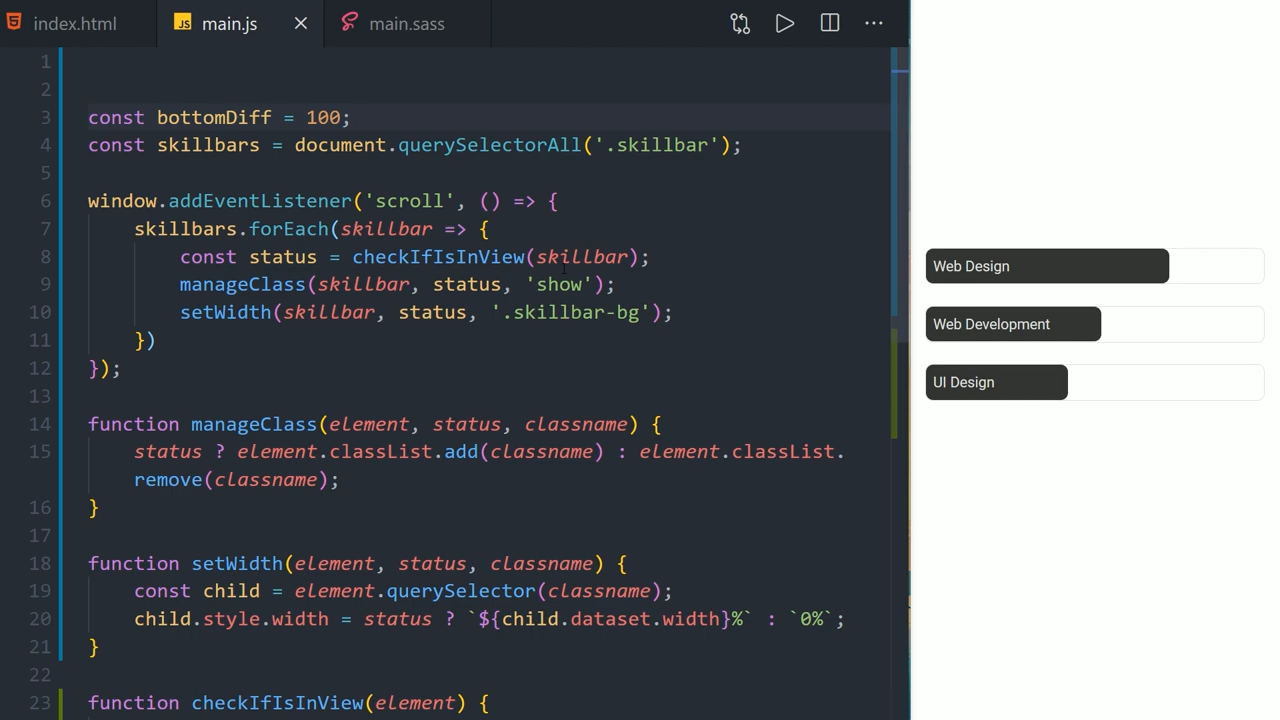 index.html
JS main.js
main.sass
1
2
3 const bottomDiff = 100;
4 const skillbars = document.querySelectorAll('.skillbar');
5
6 window.addEventListener('scroll', () => {
7 skillbars.forEach(skillbar => {
8 const status = checkIfIsInView(skillbar);
9 manageClass(skillbar, status, 'show');
10 setWidth(skillbar, status, '.skillbar-bg');
11 })
12 });
13
14 function manageClass(element, status, classname) {
15 status ? element.classList.add(classname) : element.classList.
remove(classname);
16 }
17
18 function setWidth(element, status, classname) {
19 const child = element.querySelector(classname);
20 child.style.width = status ? `${child.dataset.width}%` : `0%`;
21 }
22
23 function checkIfIsInView(element) {
Web Design
Web Development
UI Design